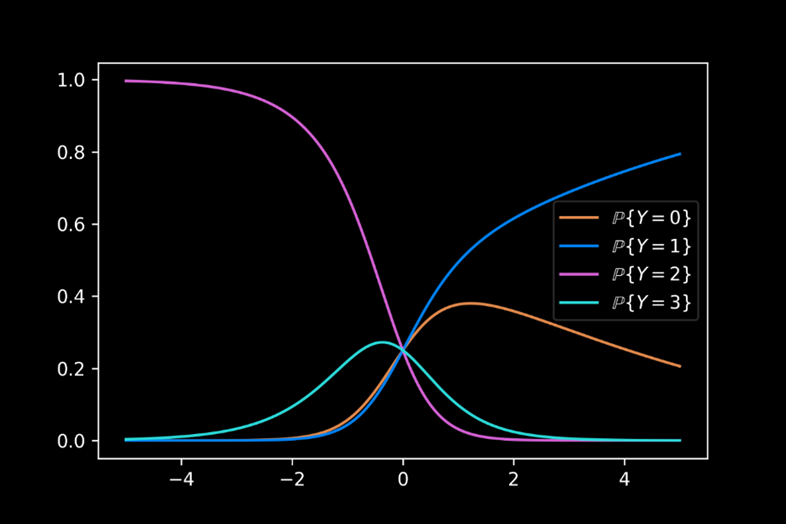 1.0
0.8
0.6
0.4
0.2
0.0
ℙ{Y = 0}
ℙ{Y = 1}
ℙ{Y = 2}
ℙ{Y = 3}
−4 −2 0 2 4